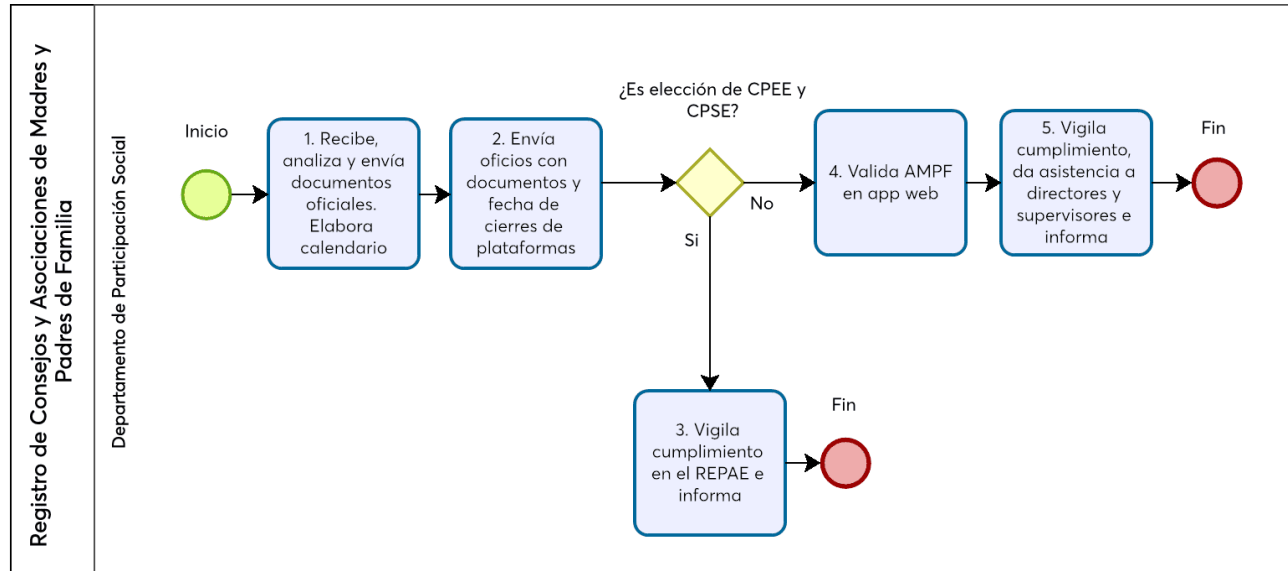 Registro de Consejos y Asociaciones de Madres y
Padres de Familia
Departamento de Participación Social
Inicio
1. Recibe,
analiza y envía
documentos
oficiales.
Elabora
calendario
2. Envía
oficios con
documentos y
fecha de
cierres de
plataformas
¿Es elección de CPEE y
CPSE?
No
Si
4. Valida AMPF
en app web
5. Vigila
cumplimiento,
da asistencia a
directores y
supervisores e
informa
Fin
3. Vigila
cumplimiento
en el REPAE e
informa
Fin